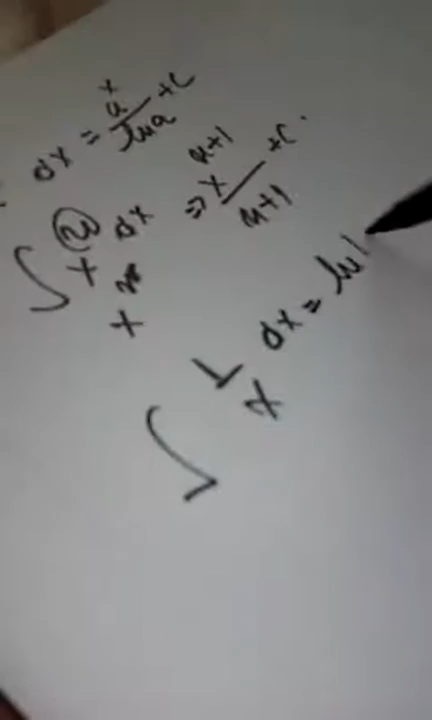 dx = a^x / ln a + C
∫ x^n dx ⇒ x^(n+1) / (n+1) + C.
x^n
∫ 1/x dx = ln |